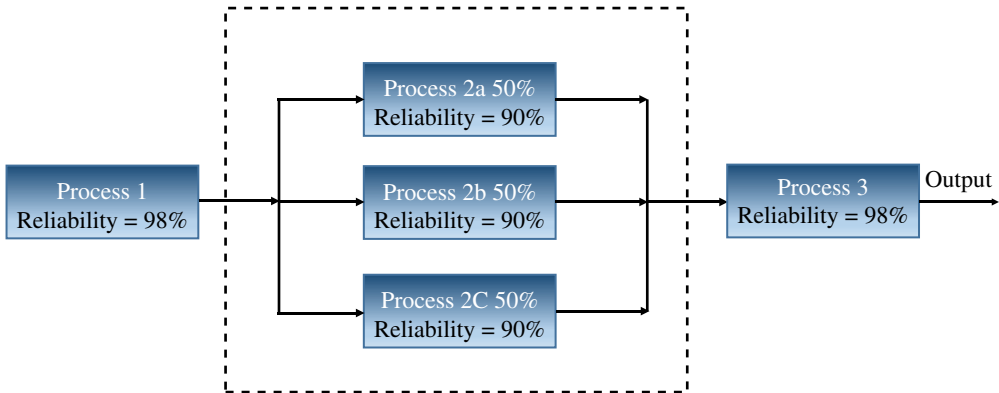 Process 1
Reliability = 98%
Process 2a 50%
Reliability = 90%
Process 2b 50%
Reliability = 90%
Process 2C 50%
Reliability = 90%
Process 3
Reliability = 98%
Output